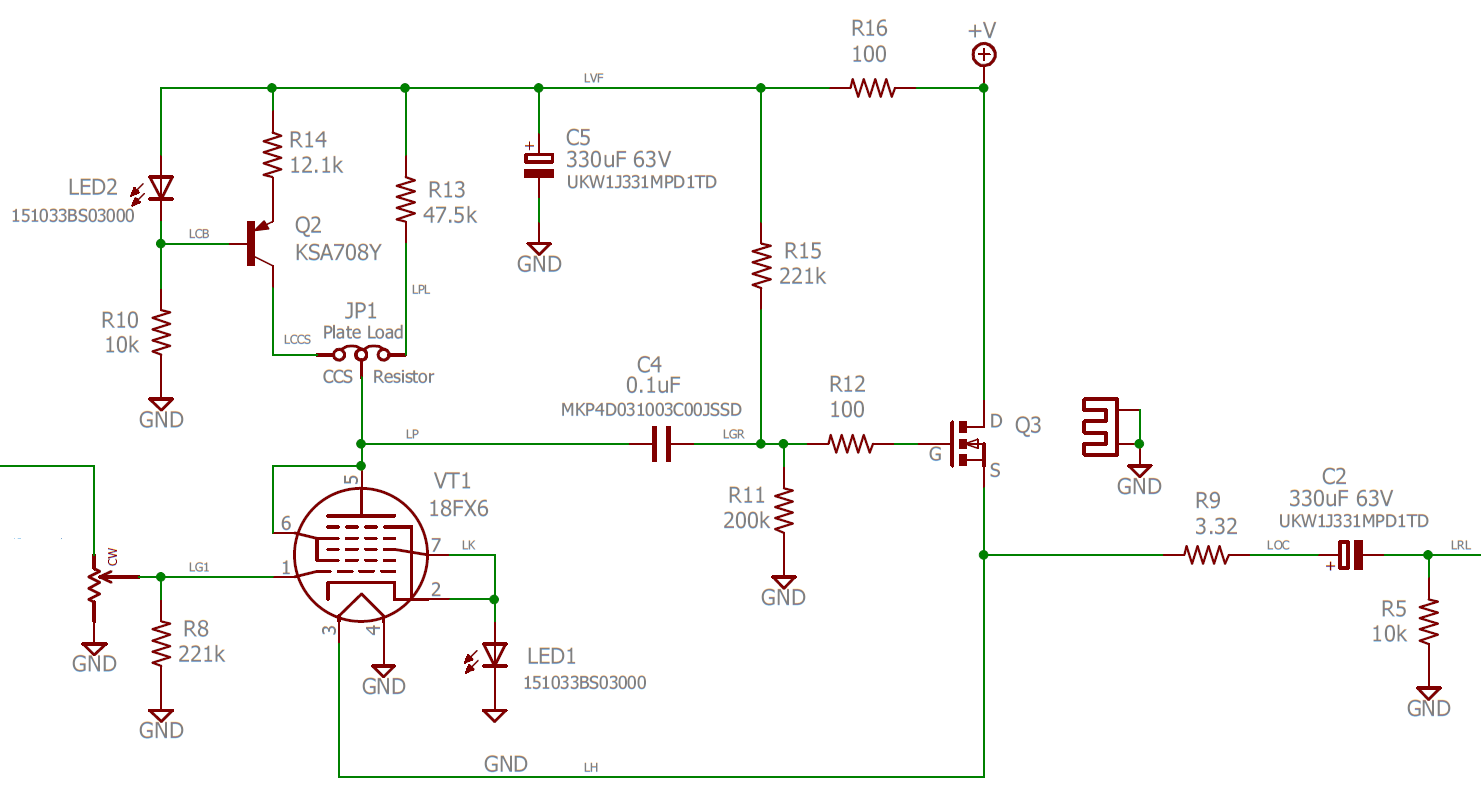 R16
100
+V
LVF
R14
12.1k
C5
+
330uF 63V
UKW1J331MPD1TD
LED2
151033BS03000
R13
47.5k
LCB
Q2
KSA708Y
GND
R15
221k
LPL
R10
10k
JP1
Plate Load
LCCS
CCS
Resistor
C4
0.1uF
MKP4D031003C00JSSD
R12
100
GND
LP
LGR
D
Q3
G
S
GND
VT1
18FX6
5
6
7
LK
1
2
3
4
R11
200k
R9
3.32
C2
330uF 63V
UKW1J331MPD1TD
CW
LG1
LOC
+
LRL
GND
R8
221k
GND
LED1
151033BS03000
GND
R5
10k
GND
GND
GND
LH